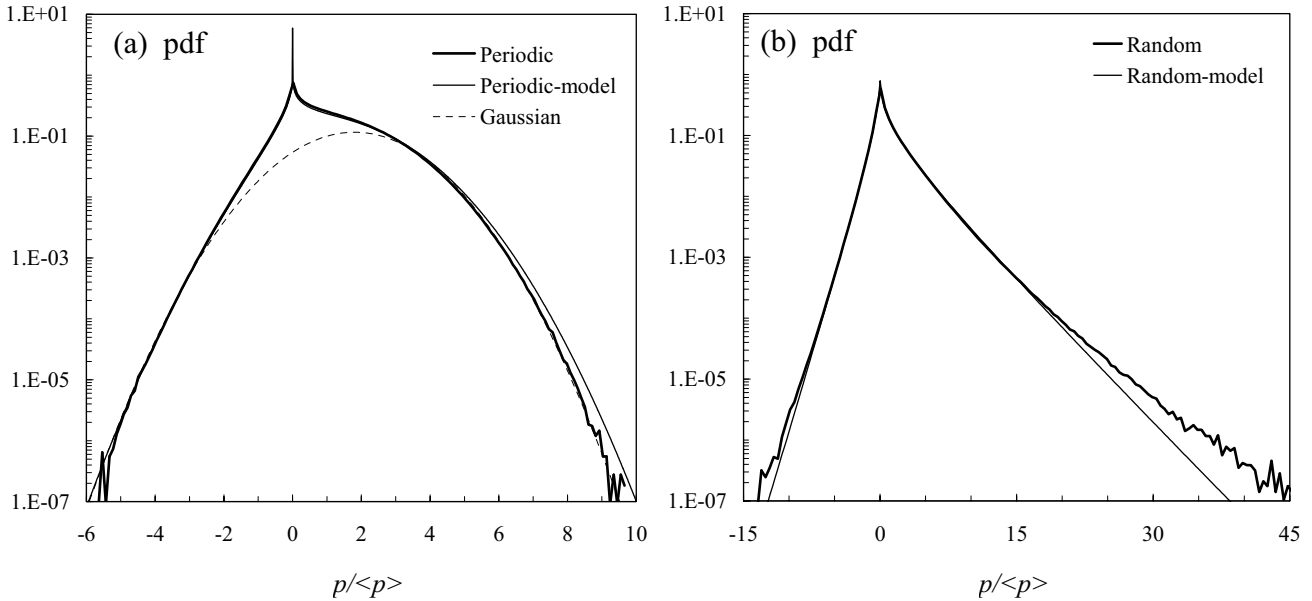 (a) pdf
Periodic
Periodic-model
Gaussian
1.E+01
1.E-01
1.E-03
1.E-05
1.E-07
-6 -4 -2 0 2 4 6 8 10
p/<p>
(b) pdf
Random
Random-model
1.E+01
1.E-01
1.E-03
1.E-05
1.E-07
-15 0 15 30 45
p/<p>